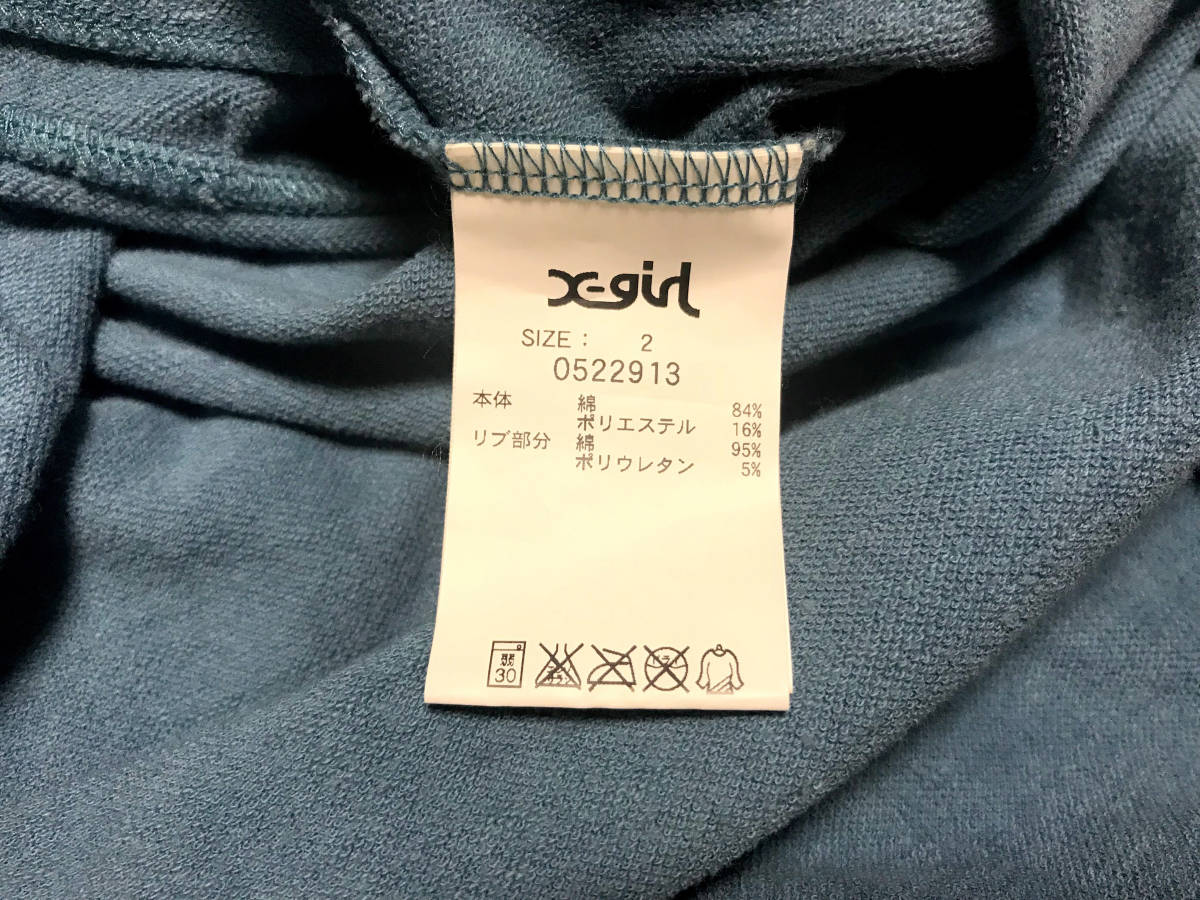 X-girl
SIZE: 2
0522913
本体 綿 84%
ポリエステル 16%
リブ部分 綿 95%
ポリウレタン 5%
弱
30